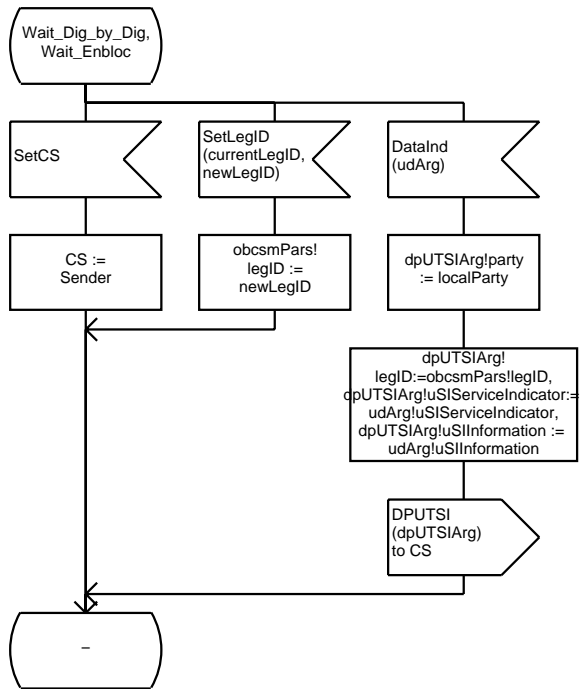 Wait_Dig_by_Dig,
Wait_Enbloc
SetCS
SetLegID
(currentLegID,
newLegID)
DataInd
(udArg)
CS :=
Sender
obcsmPars!
legID :=
newLegID
dpUTSIArg!party
:= localParty
dpUTSIArg!
legID:=obcsmPars!legID,
dpUTSIArg!uSIServiceIndicator:=
udArg!uSIServiceIndicator,
dpUTSIArg!uSIInformation :=
udArg!uSIInformation
DPUTSI
(dpUTSIArg)
to CS
–